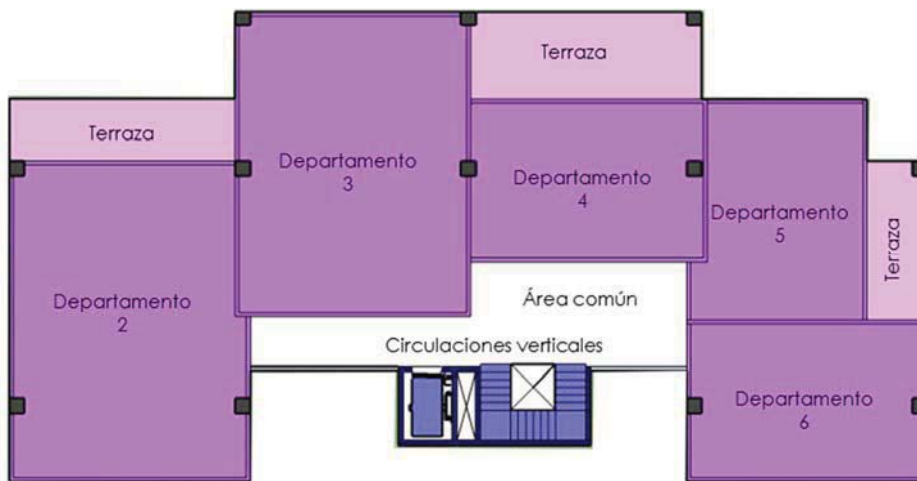 Terraza
Terraza
Departamento
3
Departamento
4
Departamento
5
Terraza
Departamento
2
Área común
Circulaciones verticales
Departamento
6